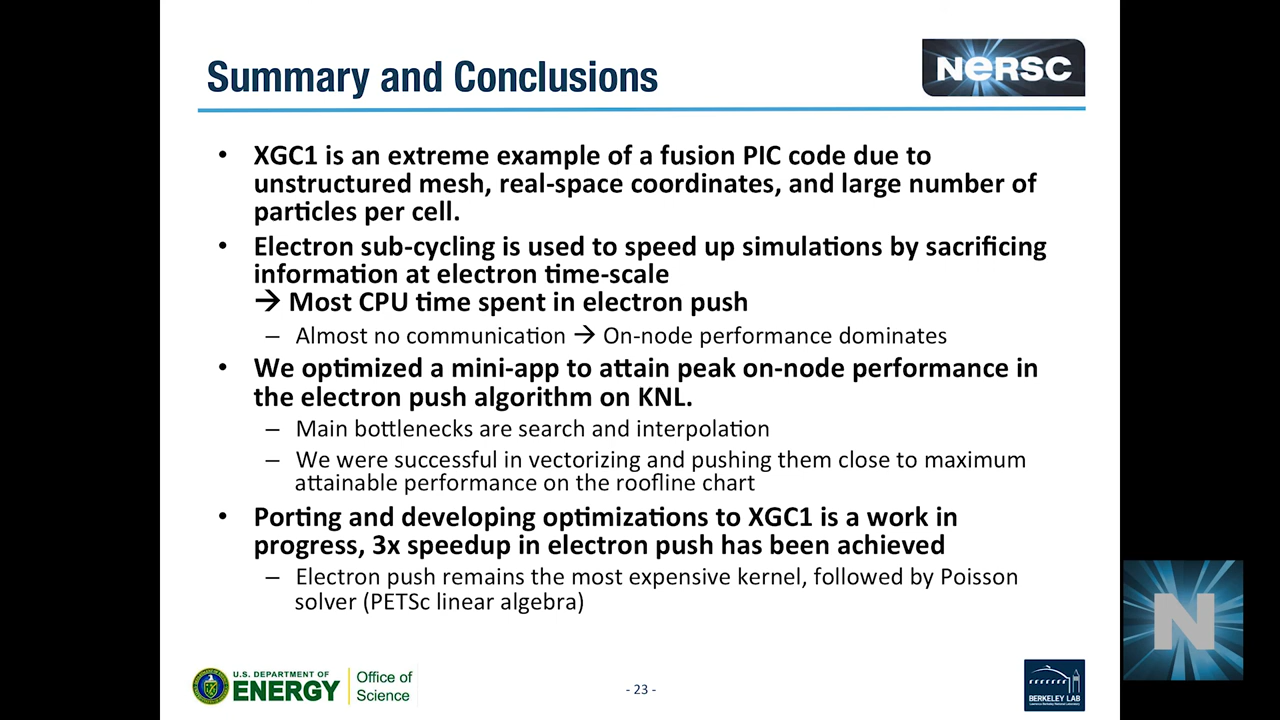 Summary and Conclusions
NERSC
• XGC1 is an extreme example of a fusion PIC code due to
unstructured mesh, real-space coordinates, and large number of
particles per cell.
• Electron sub-cycling is used to speed up simulations by sacrificing
information at electron time-scale
→ Most CPU time spent in electron push
– Almost no communication → On-node performance dominates
• We optimized a mini-app to attain peak on-node performance in
the electron push algorithm on KNL.
– Main bottlenecks are search and interpolation
– We were successful in vectorizing and pushing them close to maximum
attainable performance on the roofline chart
• Porting and developing optimizations to XGC1 is a work in
progress, 3x speedup in electron push has been achieved
– Electron push remains the most expensive kernel, followed by Poisson
solver (PETSc linear algebra)
N
U.S. DEPARTMENT OF
ENERGY
Office of
Science
- 23 -
BERKELEY LAB
Lawrence Berkeley National Laboratory